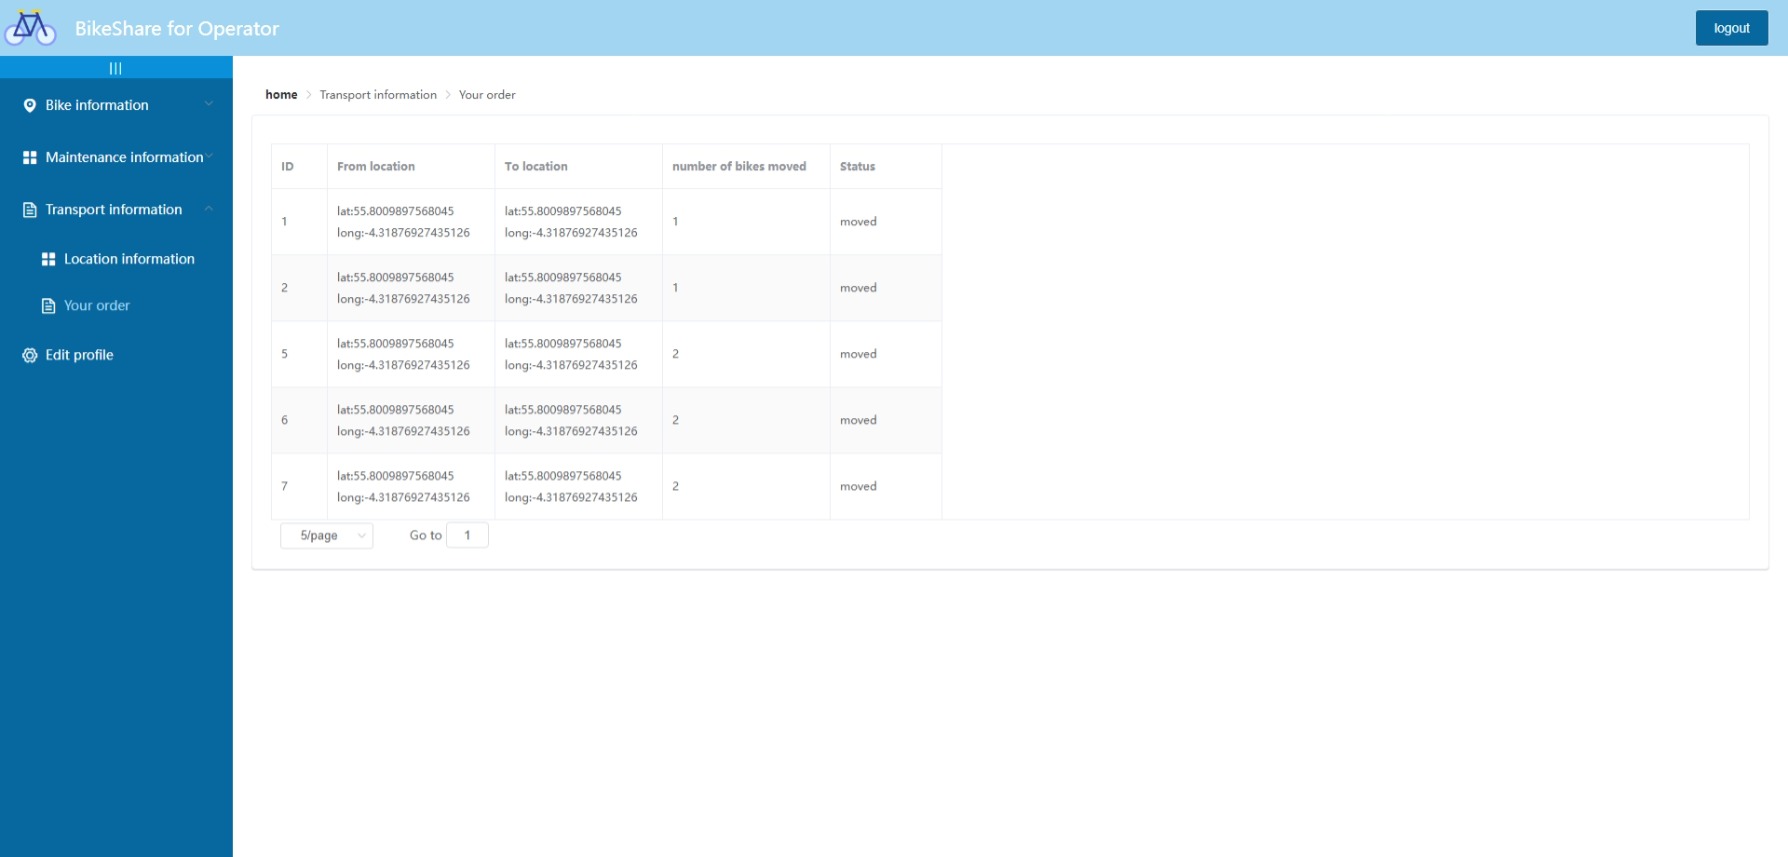 BikeShare for Operator
logout
Bike information
Maintenance information
Transport information
Location information
Your order
Edit profile
home > Transport information > Your order
ID From location To location number of bikes moved Status
1 lat:55.8009897568045 lat:55.8009897568045 1 moved
long:-4.31876927435126 long:-4.31876927435126
2 lat:55.8009897568045 lat:55.8009897568045 1 moved
long:-4.31876927435126 long:-4.31876927435126
5 lat:55.8009897568045 lat:55.8009897568045 2 moved
long:-4.31876927435126 long:-4.31876927435126
6 lat:55.8009897568045 lat:55.8009897568045 2 moved
long:-4.31876927435126 long:-4.31876927435126
7 lat:55.8009897568045 lat:55.8009897568045 2 moved
long:-4.31876927435126 long:-4.31876927435126
5/page Go to 1